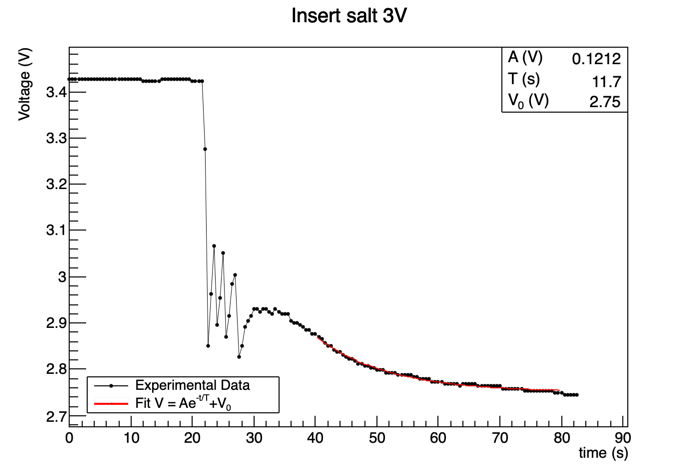 Insert salt 3V
A (V) 0.1212
T (s) 11.7
V₀ (V) 2.75
Voltage (V)
3.4
3.3
3.2
3.1
3
2.9
2.8
2.7
Experimental Data
Fit V = Ae^-t/T+V₀
0 10 20 30 40 50 60 70 80 90
time (s)